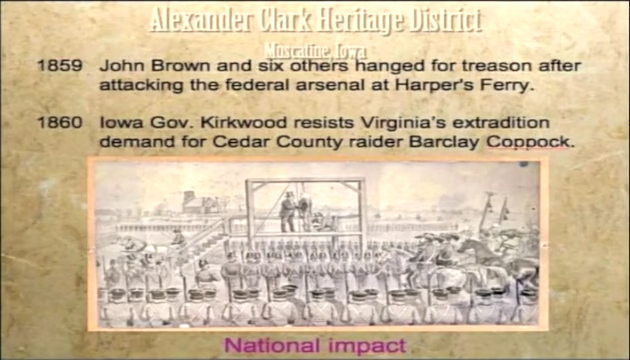 Alexander Clark Heritage District
Muscatine, Iowa
1859 John Brown and six others hanged for treason after
attacking the federal arsenal at Harper's Ferry.
1860 Iowa Gov. Kirkwood resists Virginia's extradition
demand for Cedar County raider Barclay Coppock.
National impact